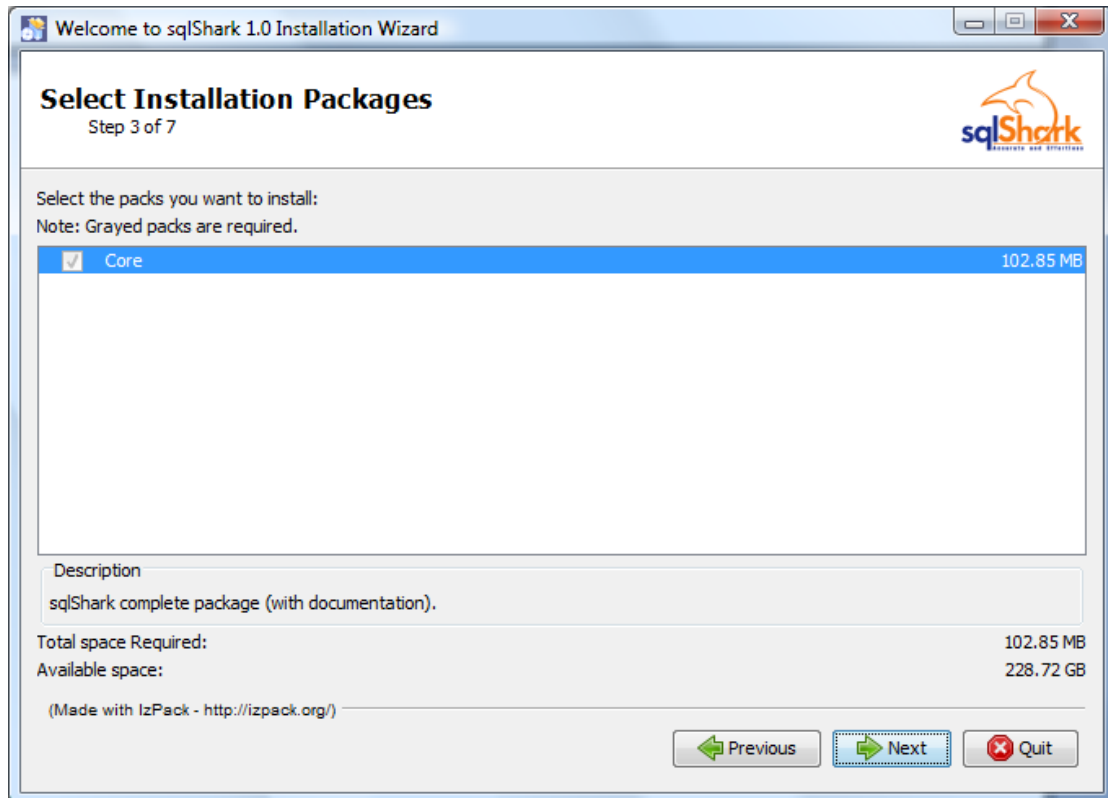 Welcome to sqlShark 1.0 Installation Wizard
Select Installation Packages
Step 3 of 7
sqlShark
Accurate and Effortless
Select the packs you want to install:
Note: Grayed packs are required.
Core 102.85 MB
Description
sqlShark complete package (with documentation).
Total space Required: 102.85 MB
Available space: 228.72 GB
(Made with IzPack - http://izpack.org/)
Previous Next Quit